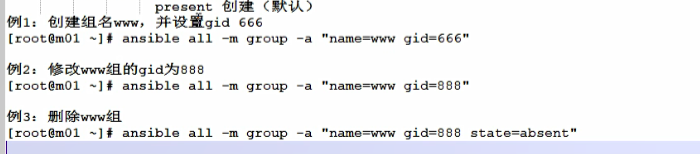 present 创建（默认）
例1：创建组名www，并设置gid 666
[root@m01 ~]# ansible all -m group -a "name=www gid=666"
例2：修改www组的gid为888
[root@m01 ~]# ansible all -m group -a "name=www gid=888"
例3：删除www组
[root@m01 ~]# ansible all -m group -a "name=www gid=888 state=absent"